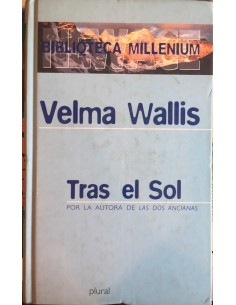 BIBLIOTECA MILLENIUM
Velma Wallis
Tras el Sol
POR LA AUTORA DE LAS DOS ANCIANAS
plural